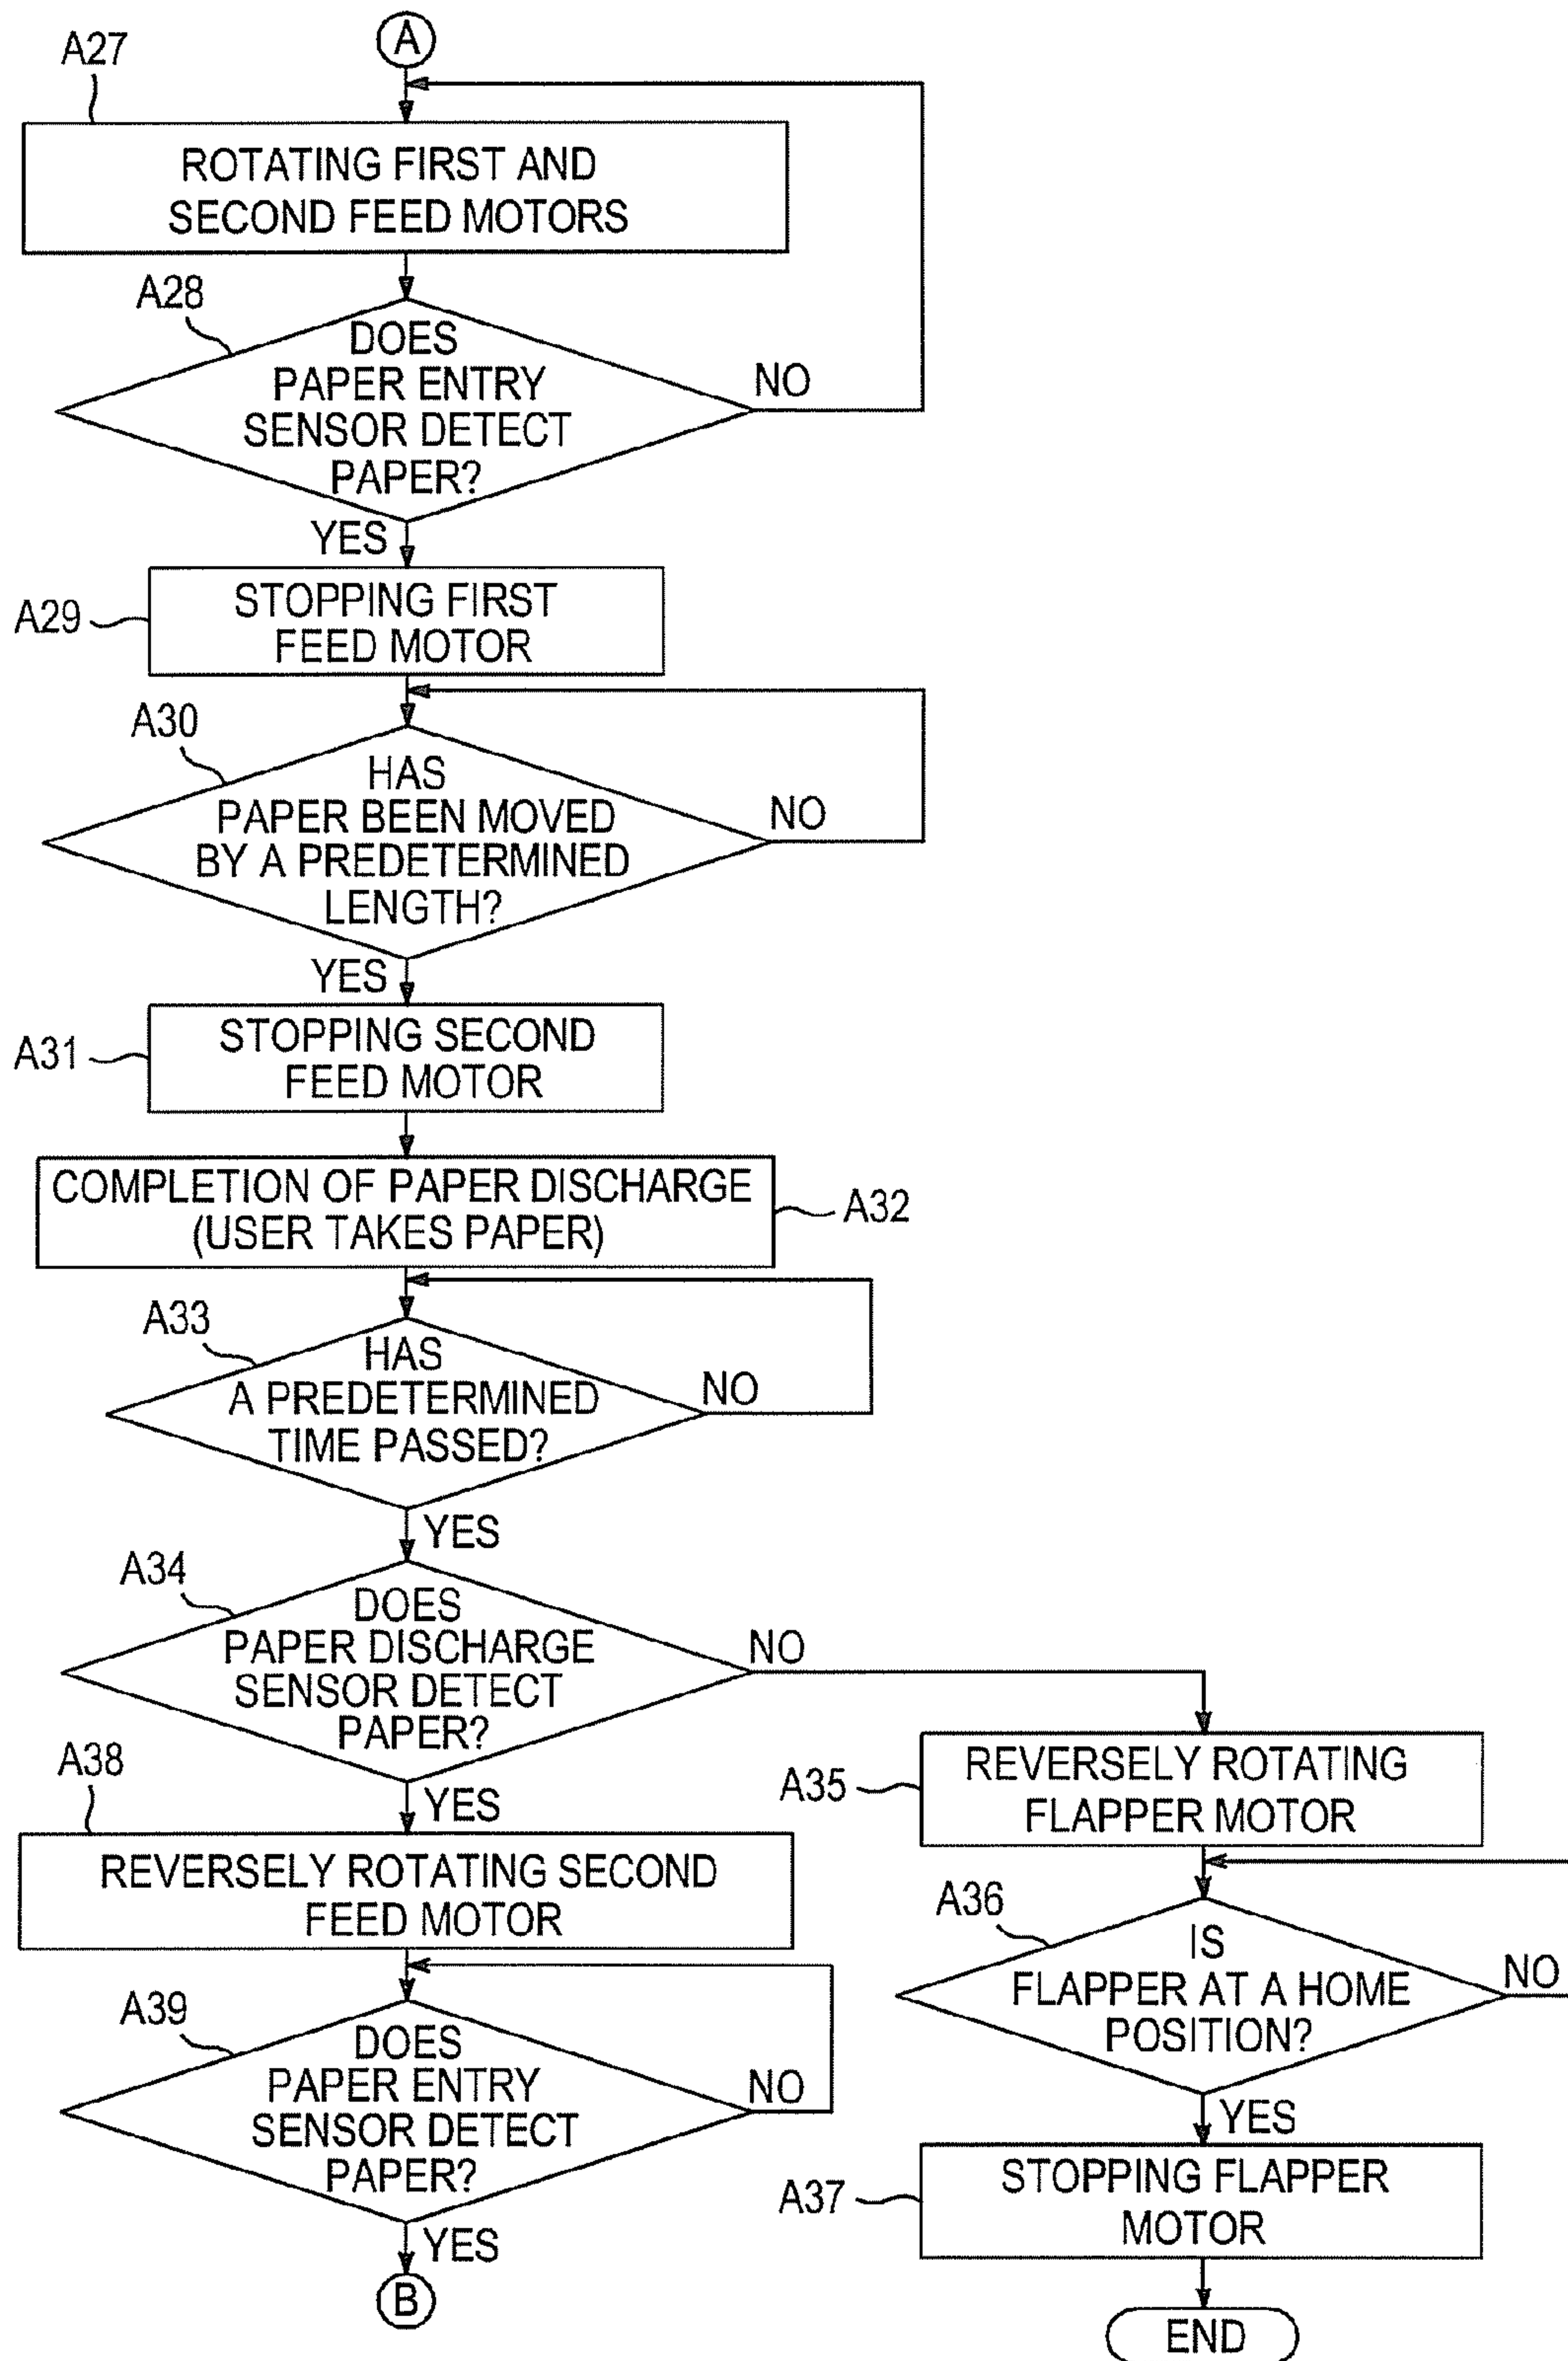 A
A27
ROTATING FIRST AND
SECOND FEED MOTORS
A28
DOES
PAPER ENTRY
SENSOR DETECT
PAPER?
NO
YES
A29
STOPPING FIRST
FEED MOTOR
A30
HAS
PAPER BEEN MOVED
BY A PREDETERMINED
LENGTH?
NO
YES
A31
STOPPING SECOND
FEED MOTOR
COMPLETION OF PAPER DISCHARGE
(USER TAKES PAPER)
A32
A33
HAS
A PREDETERMINED
TIME PASSED?
NO
YES
A34
DOES
PAPER DISCHARGE
SENSOR DETECT
PAPER?
NO
YES
A38
REVERSELY ROTATING SECOND
FEED MOTOR
A39
DOES
PAPER ENTRY
SENSOR DETECT
PAPER?
NO
YES
B
A35
REVERSELY ROTATING
FLAPPER MOTOR
A36
IS
FLAPPER AT A HOME
POSITION?
NO
YES
A37
STOPPING FLAPPER
MOTOR
END